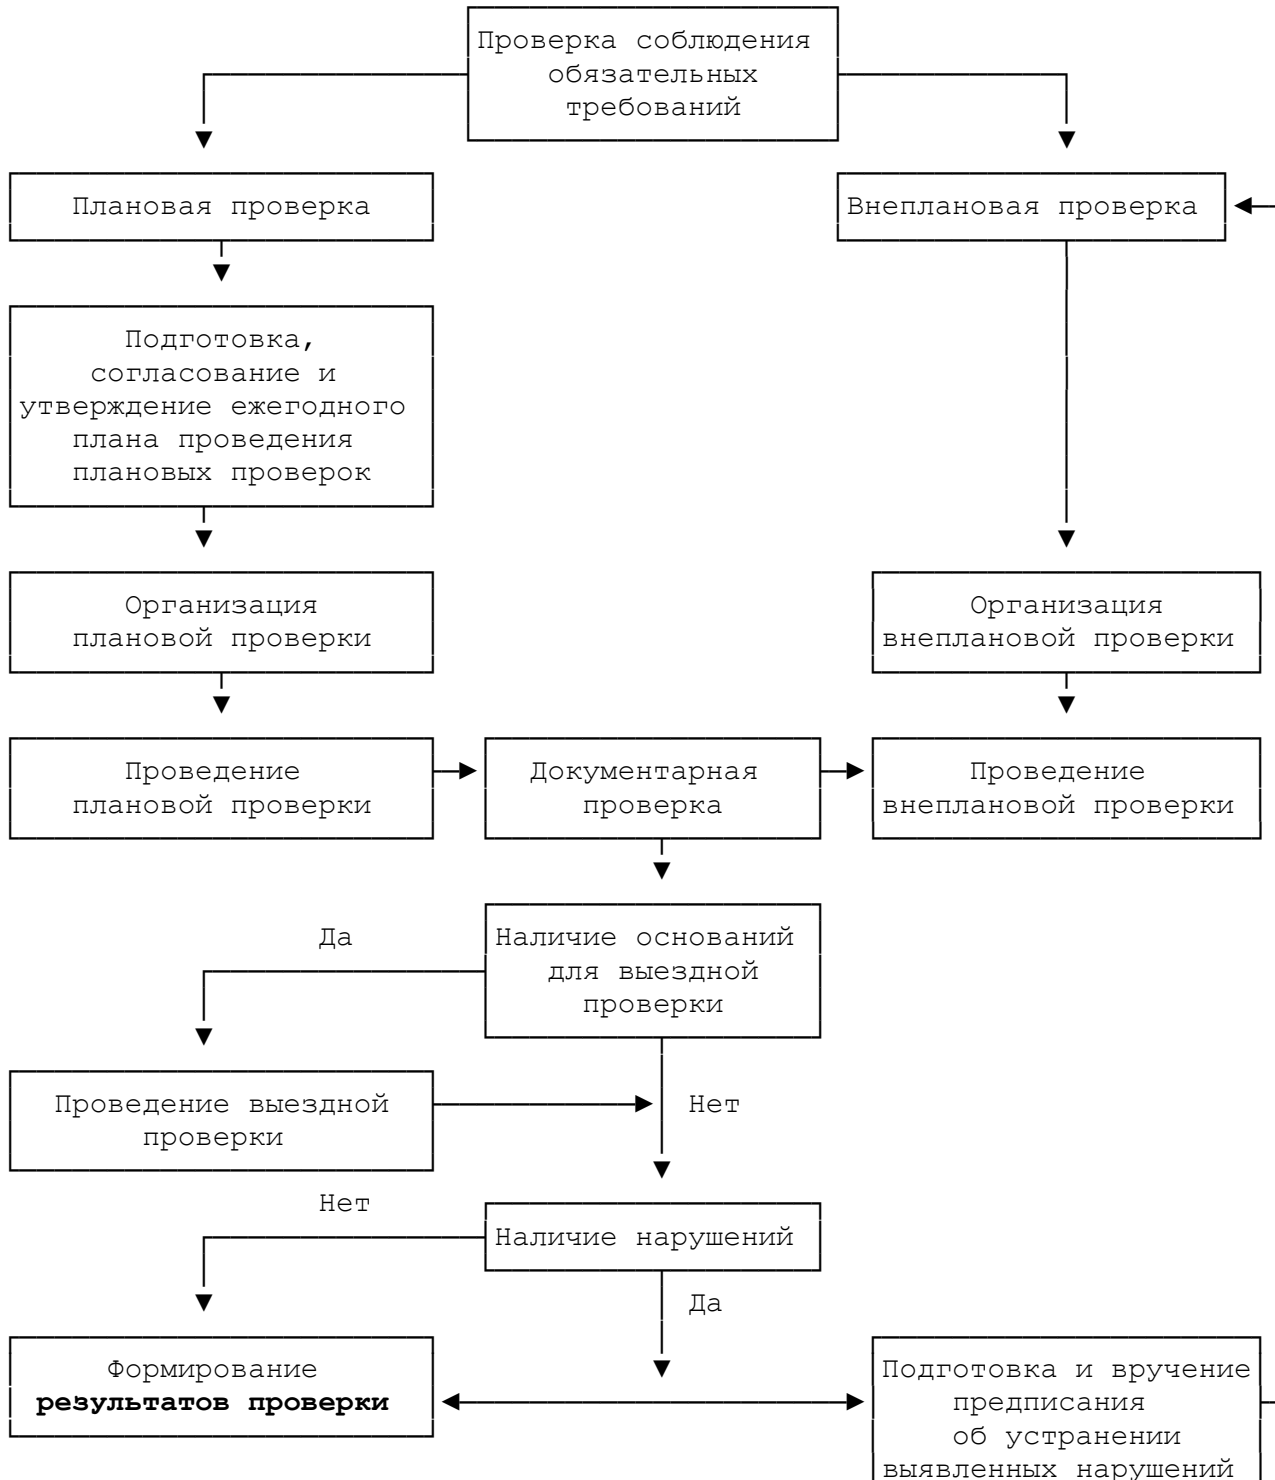 Проверка соблюдения
обязательных
требований
Плановая проверка
Внеплановая проверка
Подготовка,
согласование и
утверждение ежегодного
плана проведения
плановых проверок
Организация
плановой проверки
Организация
внеплановой проверки
Проведение
плановой проверки
Документарная
проверка
Проведение
внеплановой проверки
Да
Наличие оснований
для выездной
проверки
Проведение выездной
проверки
Нет
Нет
Наличие нарушений
Да
Формирование
результатов проверки
Подготовка и вручение
предписания
об устранении
выявленных нарушений